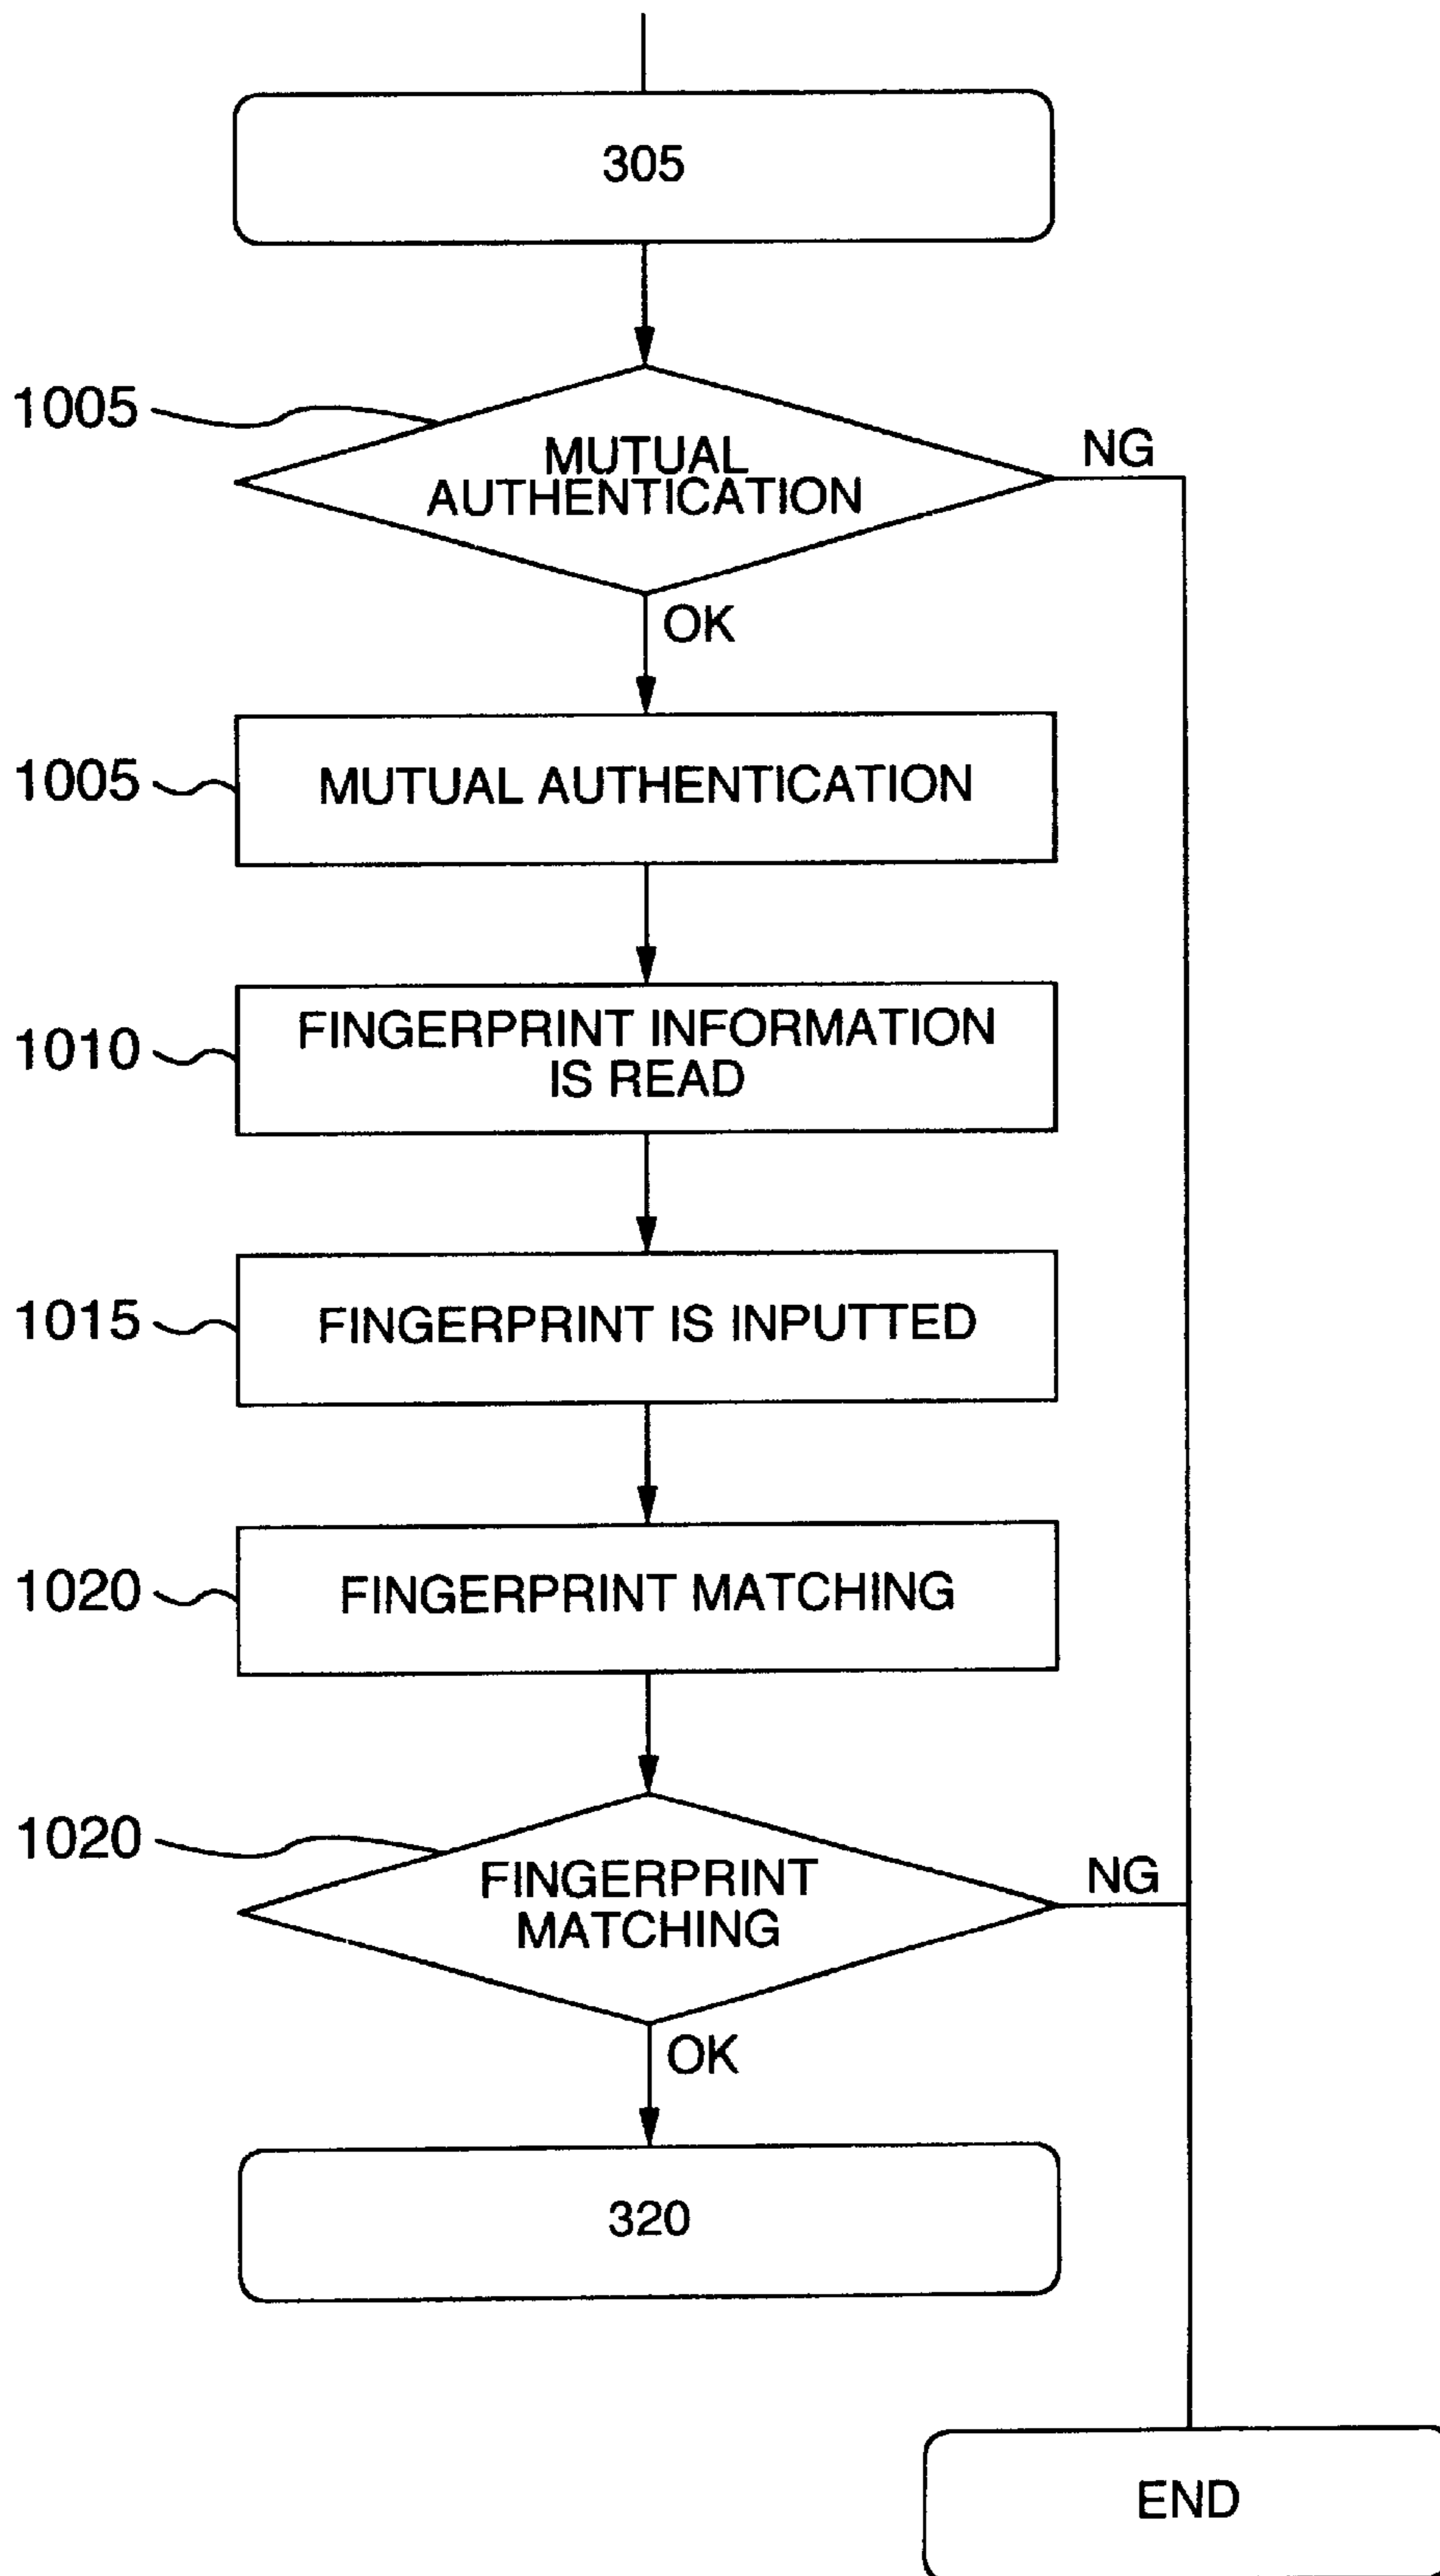 305
1005
MUTUAL
AUTHENTICATION
NG
OK
1005
MUTUAL AUTHENTICATION
1010
FINGERPRINT INFORMATION
IS READ
1015
FINGERPRINT IS INPUTTED
1020
FINGERPRINT MATCHING
1020
FINGERPRINT
MATCHING
NG
OK
320
END